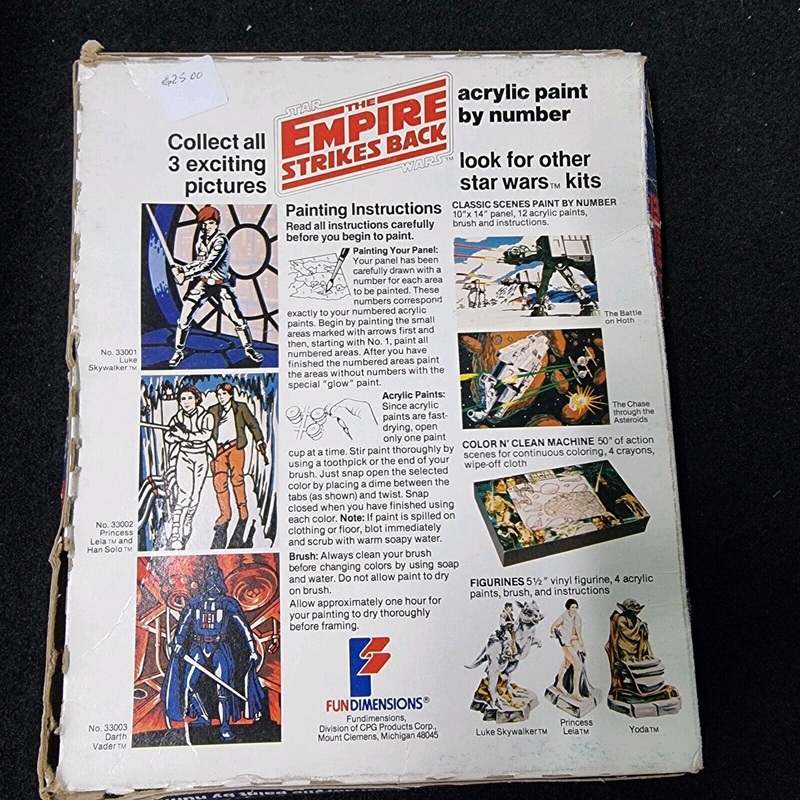 $25.00
Collect all
3 exciting
pictures
STAR
THE
EMPIRE
STRIKES BACK
WARS™
acrylic paint
by number
look for other
star wars™ kits
No. 33001
Luke
Skywalker™
No. 33002
Princess
Leia™ and
Han Solo™
No. 33003
Darth
Vader™
Painting Instructions
Read all instructions carefully
before you begin to paint.
Painting Your Panel:
Your panel has been
carefully drawn with a
number for each area
to be painted. These
numbers correspond
exactly to your numbered acrylic
paints. Begin by painting the small
areas marked with arrows first and
then, starting with No. 1, paint all
numbered areas. After you have
finished the numbered areas paint
the areas without numbers with the
special "glow" paint.
Acrylic Paints:
Since acrylic
paints are fast-
drying, open
only one paint
cup at a time. Stir paint thoroughly by
using a toothpick or the end of your
brush. Just snap open the selected
color by placing a dime between the
tabs (as shown) and twist. Snap
closed when you have finished using
each color. Note: If paint is spilled on
clothing or floor, blot immediately
and scrub with warm soapy water.
Brush: Always clean your brush
before changing colors by using soap
and water. Do not allow paint to dry
on brush.
Allow approximately one hour for
your painting to dry thoroughly
before framing.
FUNDIMENSIONS®
Fundimensions,
Division of CPG Products Corp.,
Mount Clemens, Michigan 48045
CLASSIC SCENES PAINT BY NUMBER
10"x 14" panel, 12 acrylic paints,
brush and instructions.
The Battle
on Hoth
The Chase
through the
Asteroids
COLOR N' CLEAN MACHINE 50" of action
scenes for continuous coloring, 4 crayons,
wipe-off cloth
FIGURINES 5½" vinyl figurine, 4 acrylic
paints, brush, and instructions
Luke Skywalker™
Princess
Leia™
Yoda™
acrylic paint by num